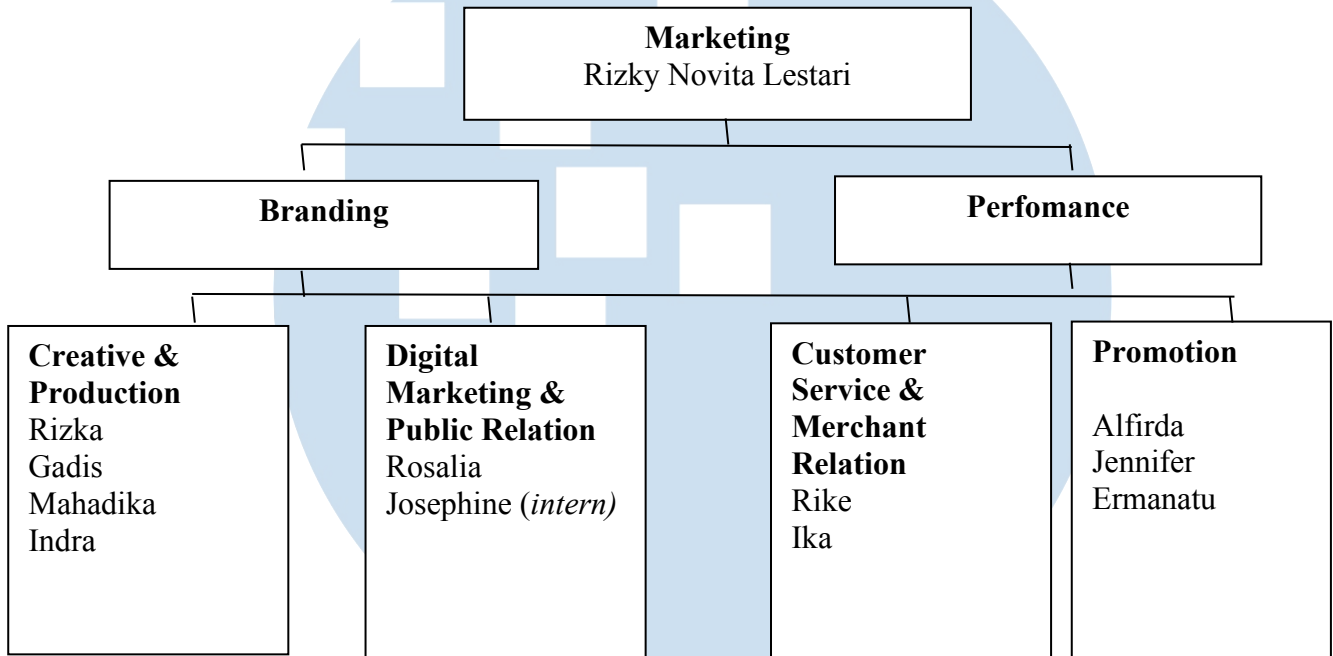 Marketing
Rizky Novita Lestari
Branding
Perfomance
Creative &
Production
Rizka
Gadis
Mahadika
Indra
Digital
Marketing &
Public Relation
Rosalia
Josephine (intern)
Customer
Service &
Merchant
Relation
Rike
Ika
Promotion
Alfirda
Jennifer
Ermanatu